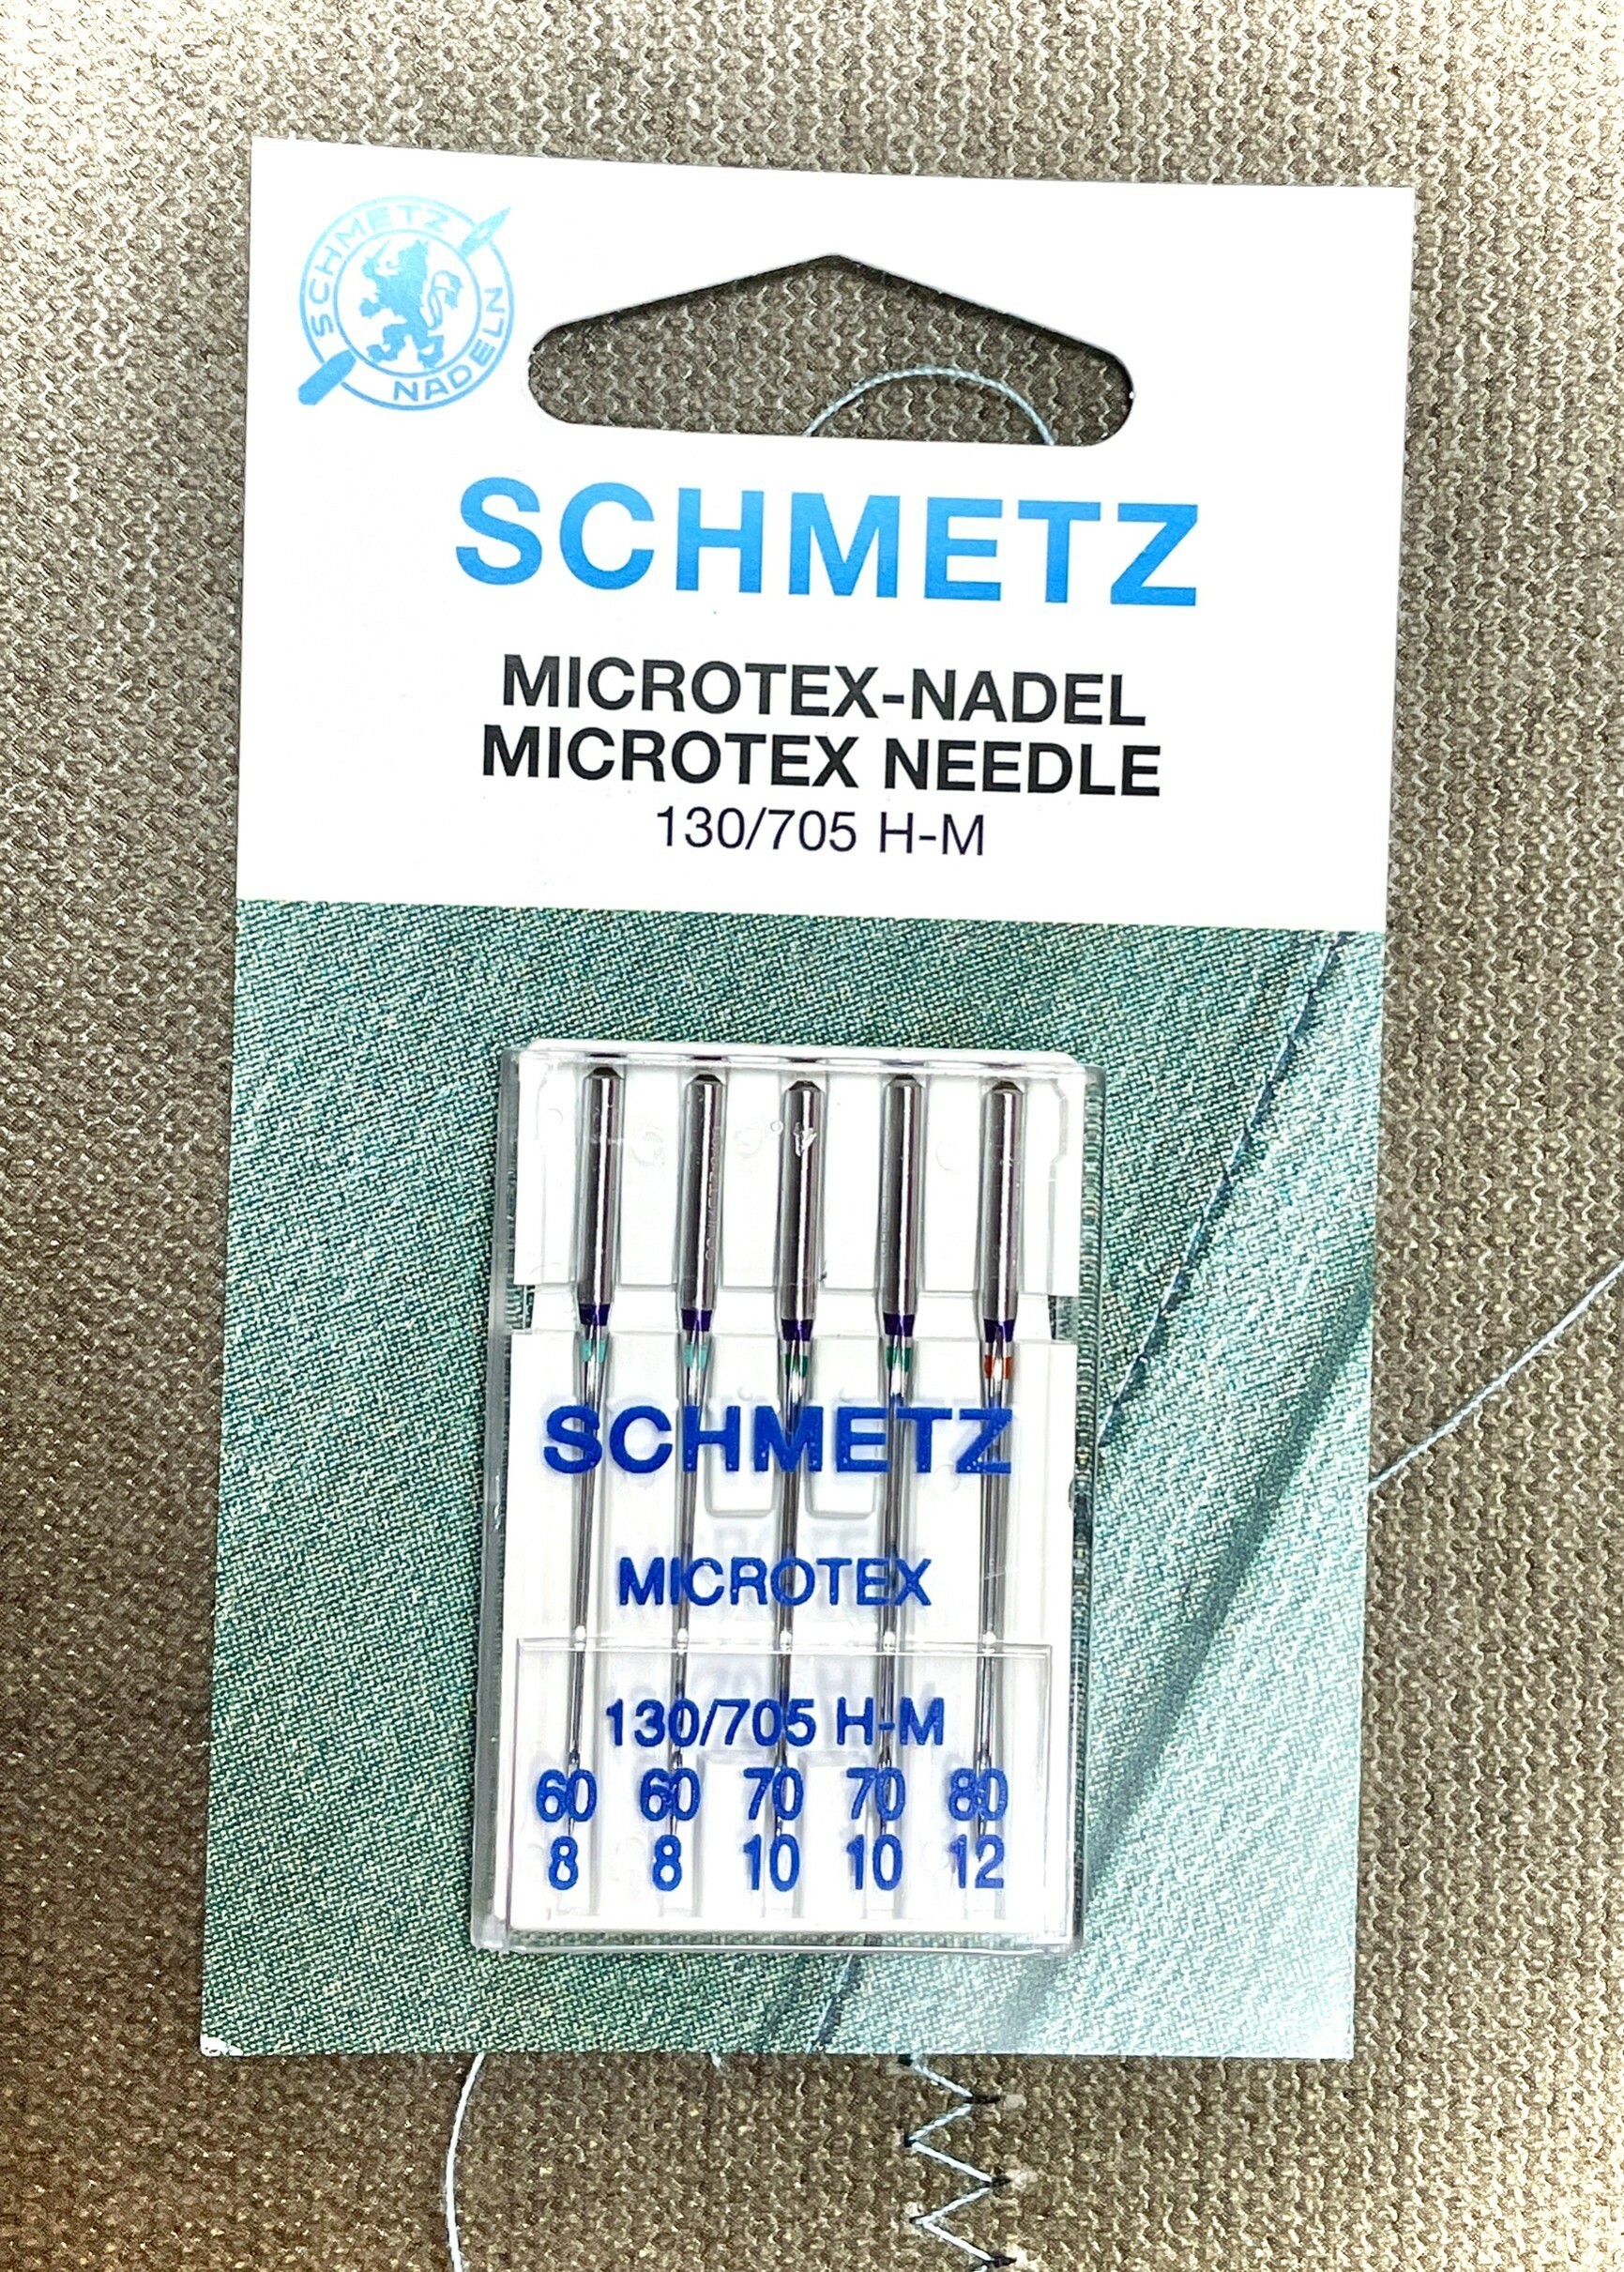 SCHMETZ
NADELN
SCHMETZ
MICROTEX-NADEL
MICROTEX NEEDLE
130/705 H-M
SCHMETZ
MICROTEX
130/705 H-M
60 60 70 70 80
8 8 10 10 12